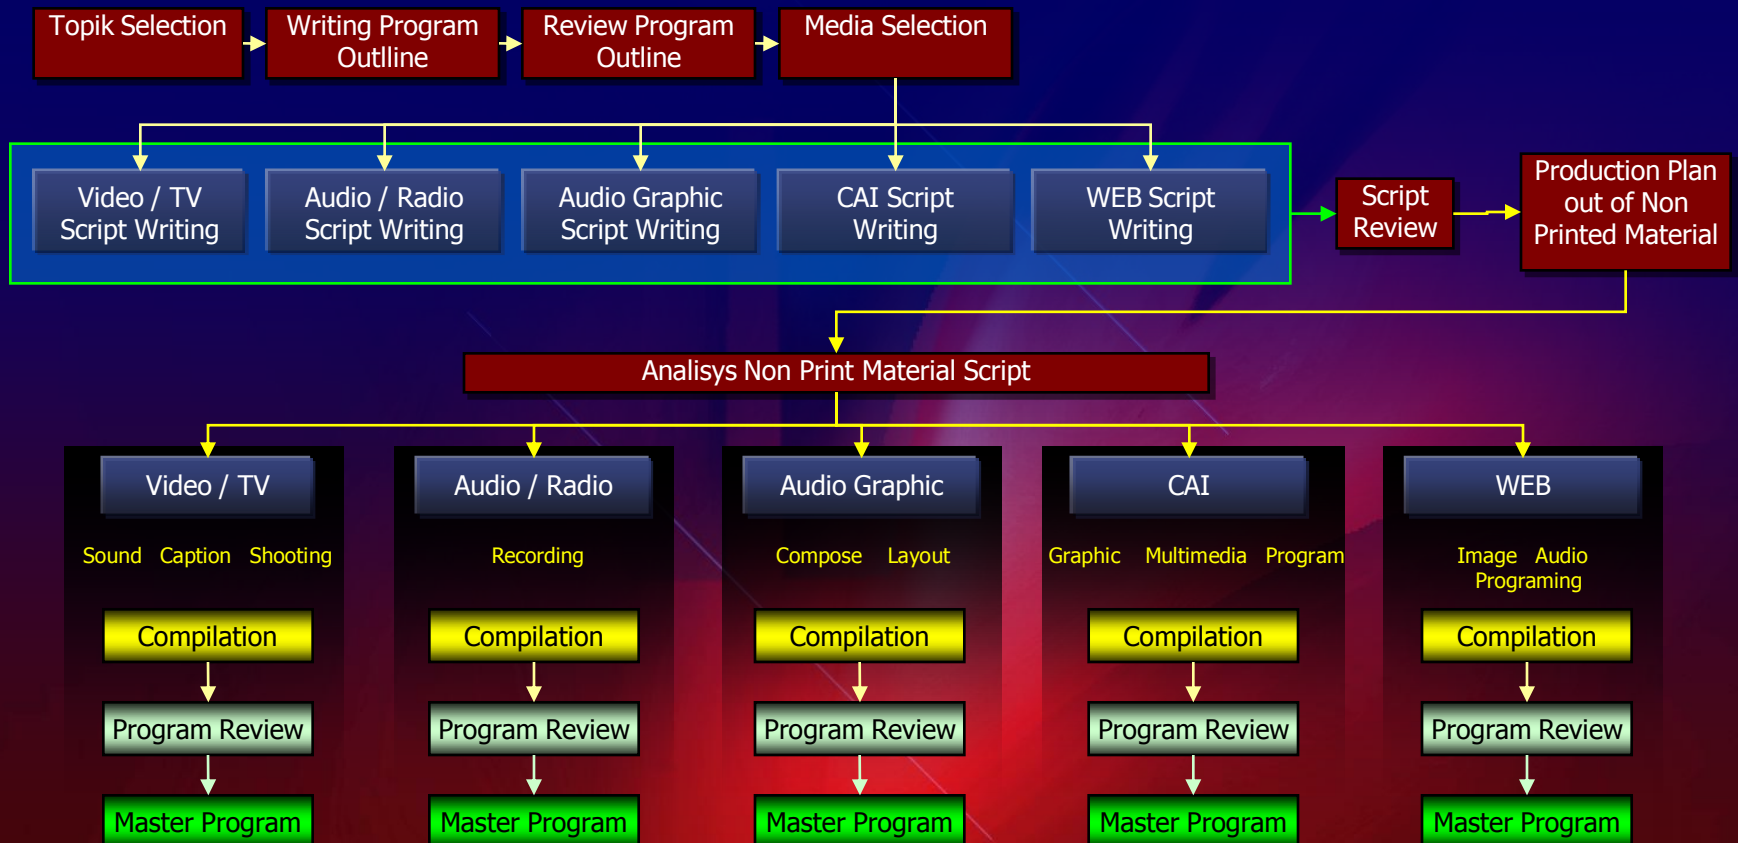 Topik Selection
Writing Program
Outlline
Review Program
Outline
Media Selection
Video / TV
Script Writing
Audio / Radio
Script Writing
Audio Graphic
Script Writing
CAI Script
Writing
WEB Script
Writing
Script
Review
Production Plan
out of Non
Printed Material
Analisys Non Print Material Script
Video / TV
Audio / Radio
Audio Graphic
CAI
WEB
Sound Caption Shooting
Recording
Compose Layout
Graphic Multimedia Program
Image Audio
Programing
Compilation
Compilation
Compilation
Compilation
Compilation
Program Review
Program Review
Program Review
Program Review
Program Review
Master Program
Master Program
Master Program
Master Program
Master Program